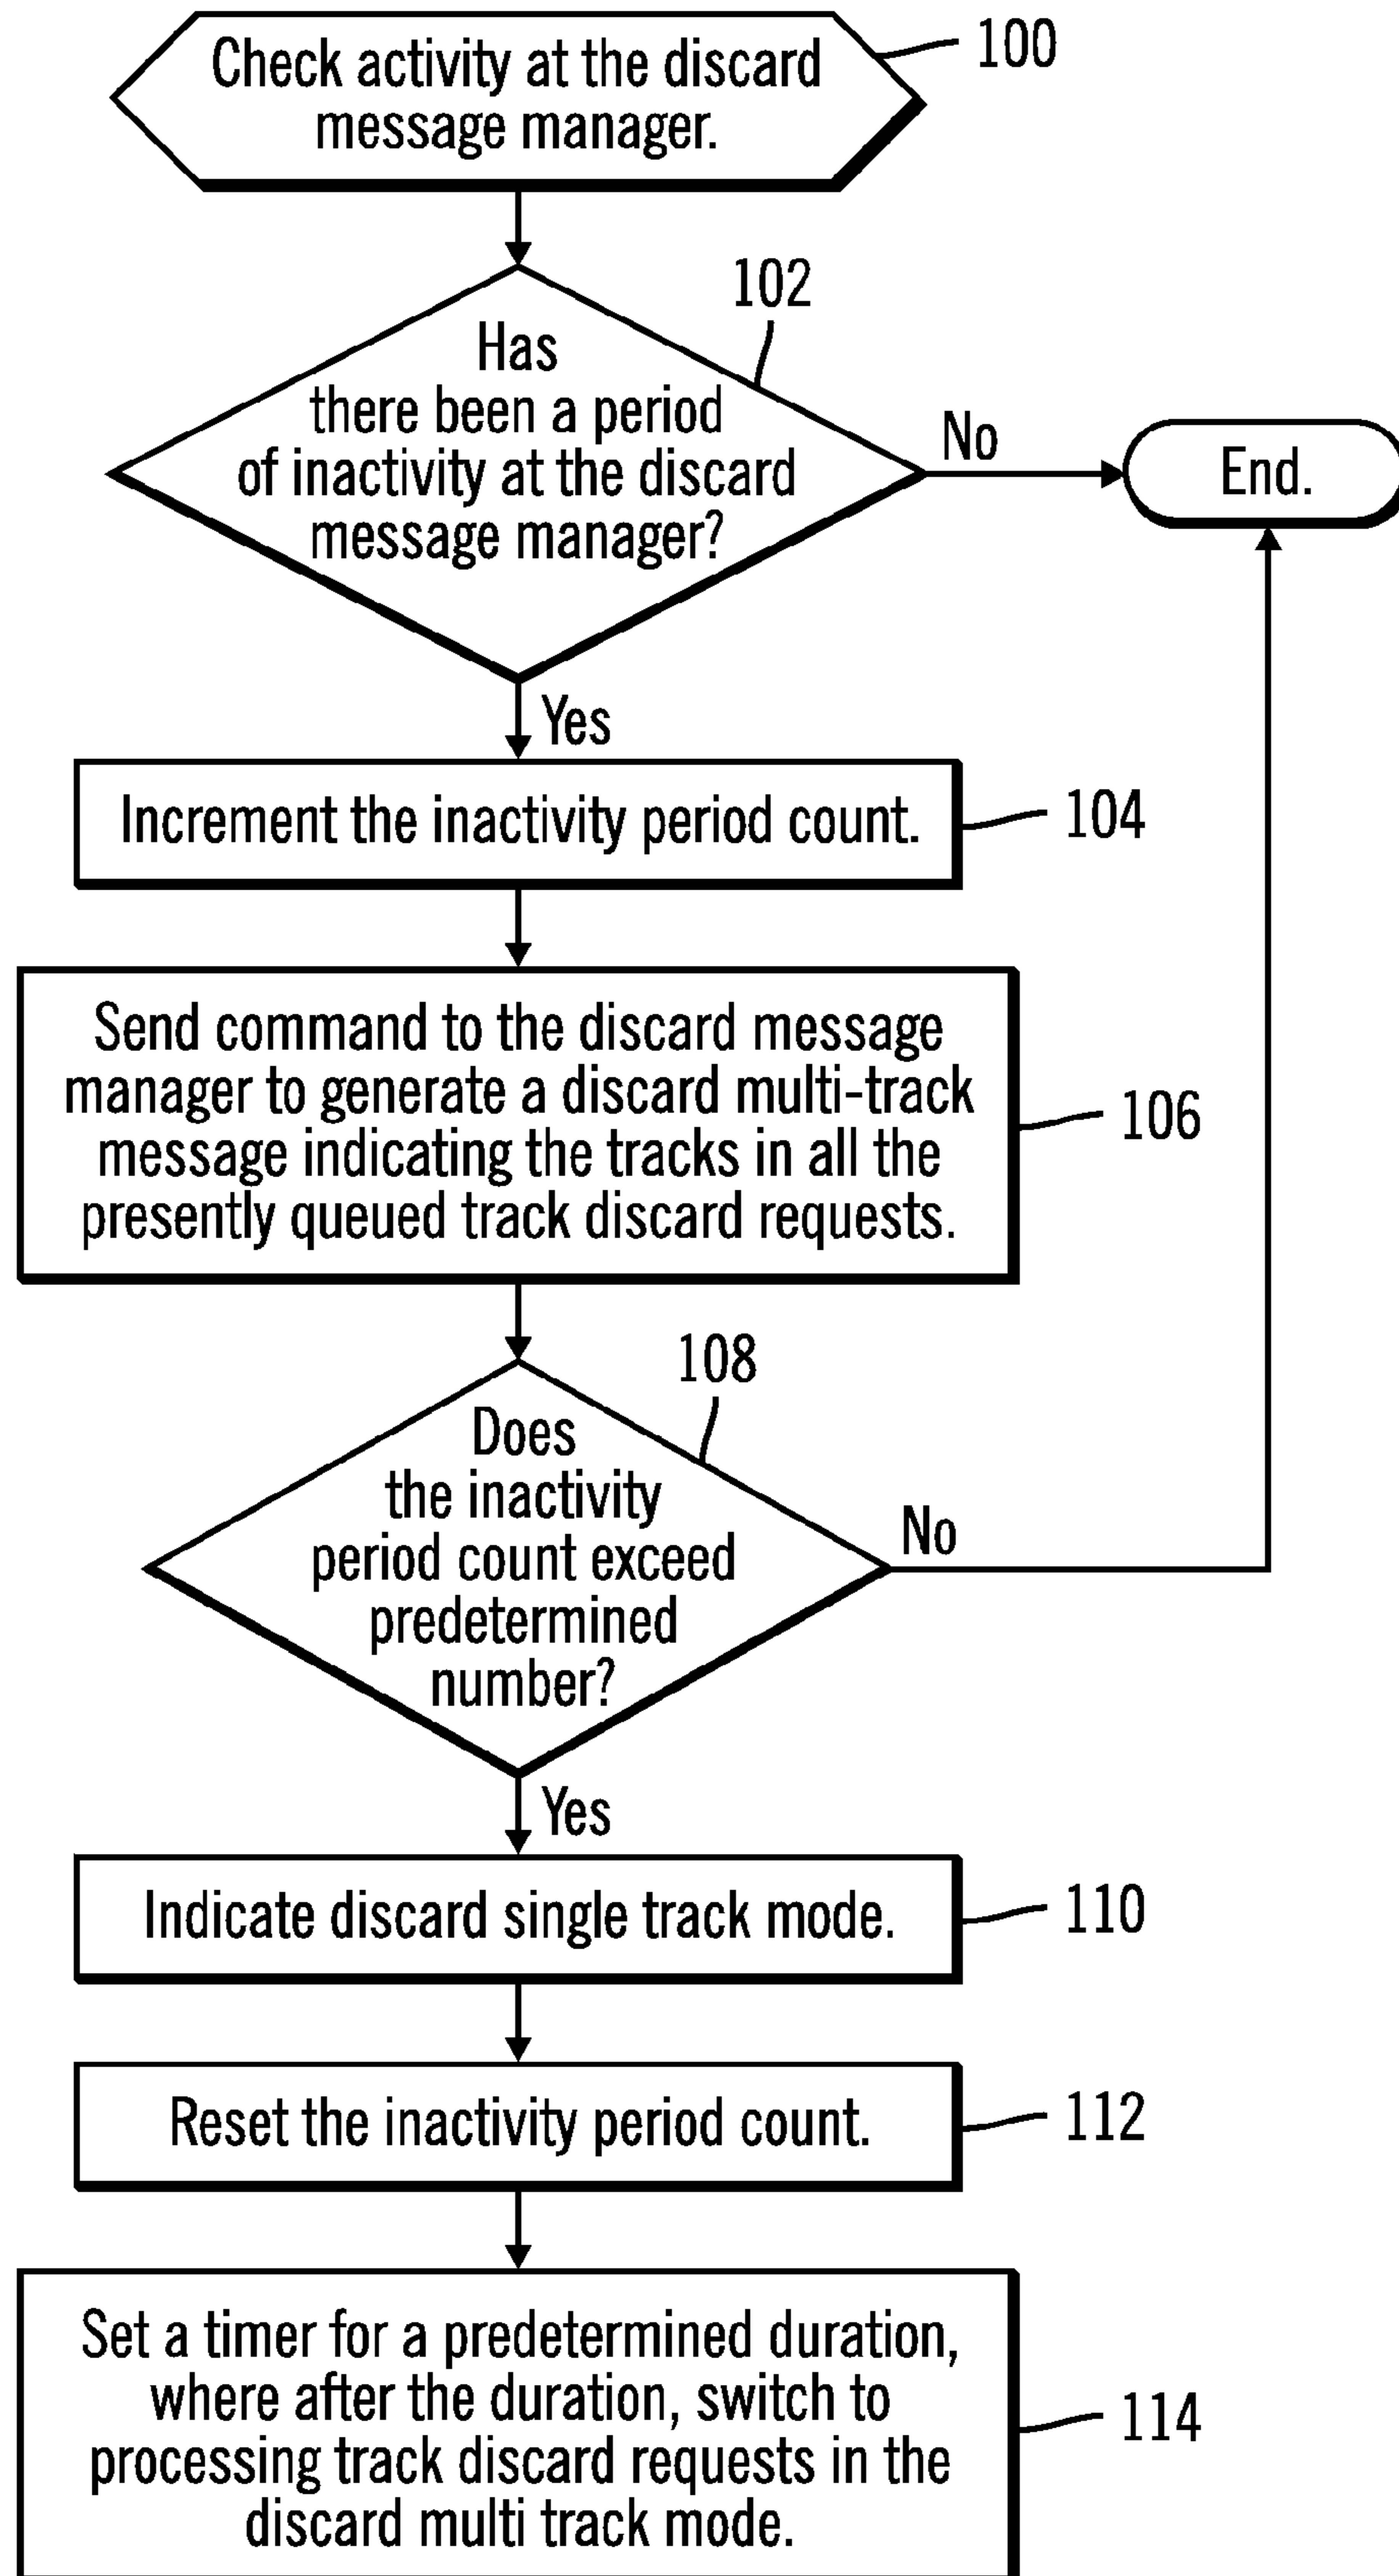 Check activity at the discard
message manager.
100
102
Has
there been a period
of inactivity at the discard
message manager?
No
End.
Yes
Increment the inactivity period count.
104
Send command to the discard message
manager to generate a discard multi-track
message indicating the tracks in all the
presently queued track discard requests.
106
108
Does
the inactivity
period count exceed
predetermined
number?
No
Yes
Indicate discard single track mode.
110
Reset the inactivity period count.
112
Set a timer for a predetermined duration,
where after the duration, switch to
processing track discard requests in the
discard multi track mode.
114